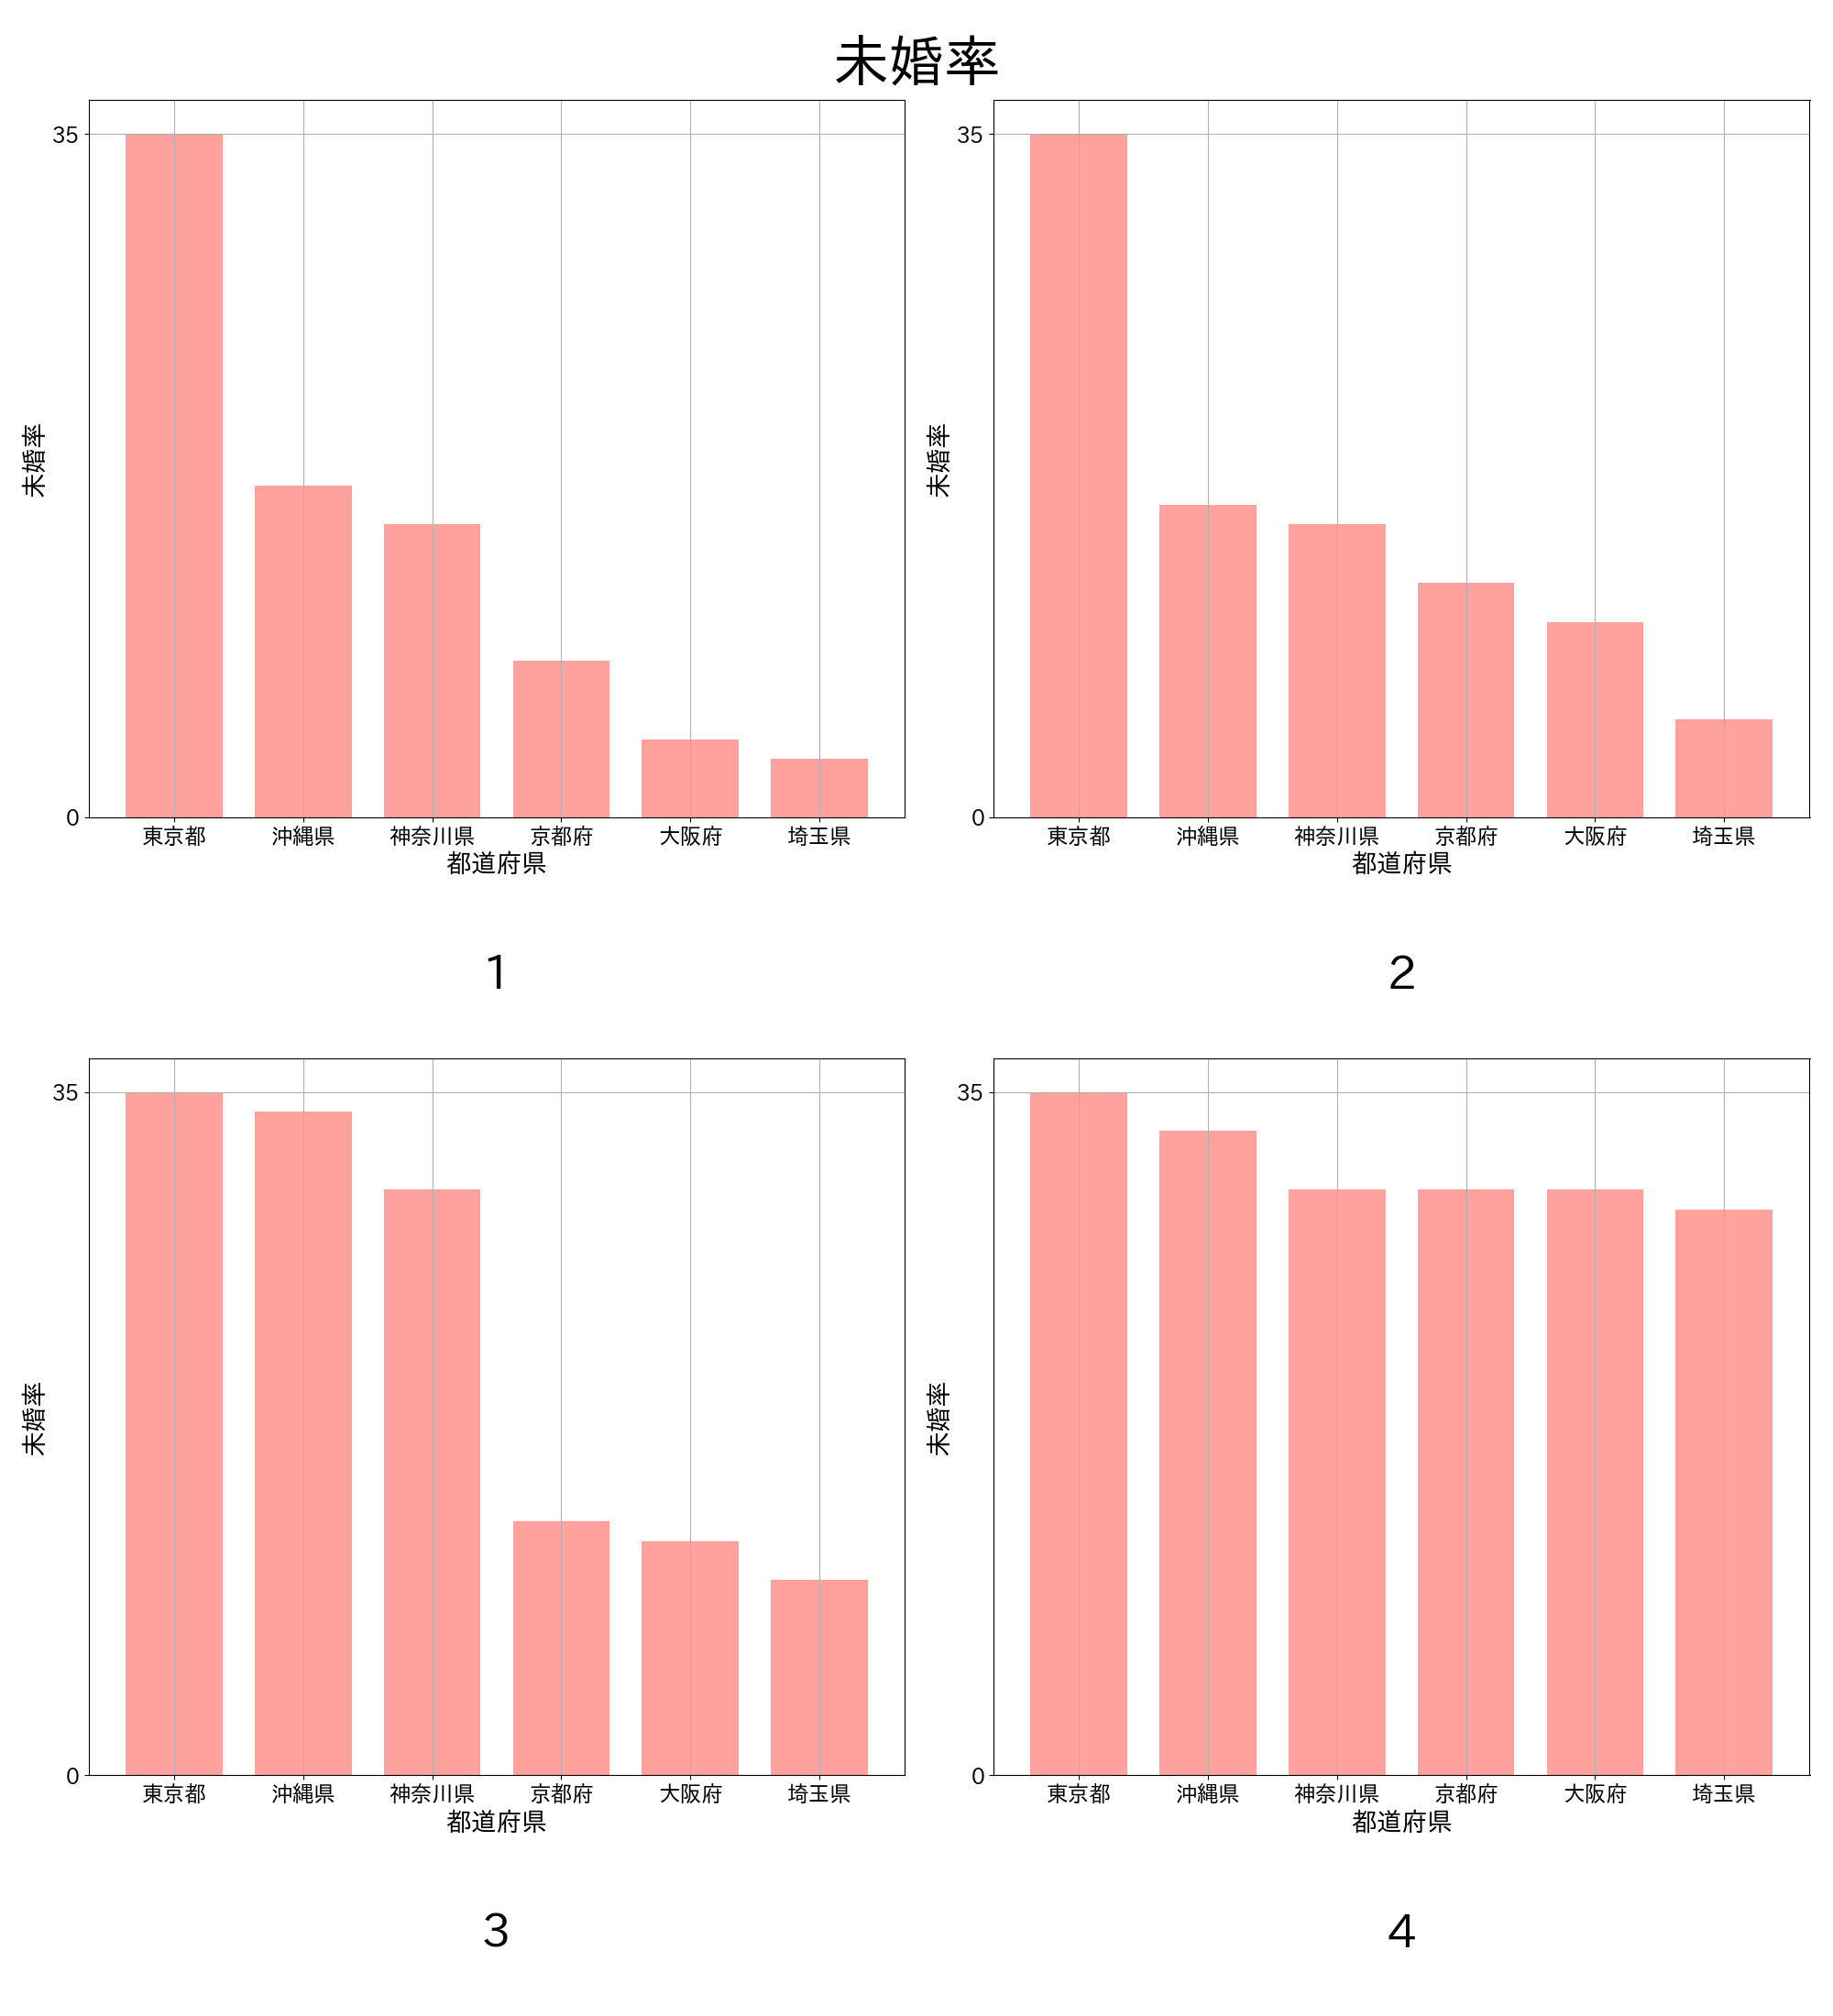 未婚率
35
0
未婚率
東京都 沖縄県 神奈川県 京都府 大阪府 埼玉県
都道府県
1
35
0
未婚率
東京都 沖縄県 神奈川県 京都府 大阪府 埼玉県
都道府県
2
35
0
未婚率
東京都 沖縄県 神奈川県 京都府 大阪府 埼玉県
都道府県
3
35
0
未婚率
東京都 沖縄県 神奈川県 京都府 大阪府 埼玉県
都道府県
4